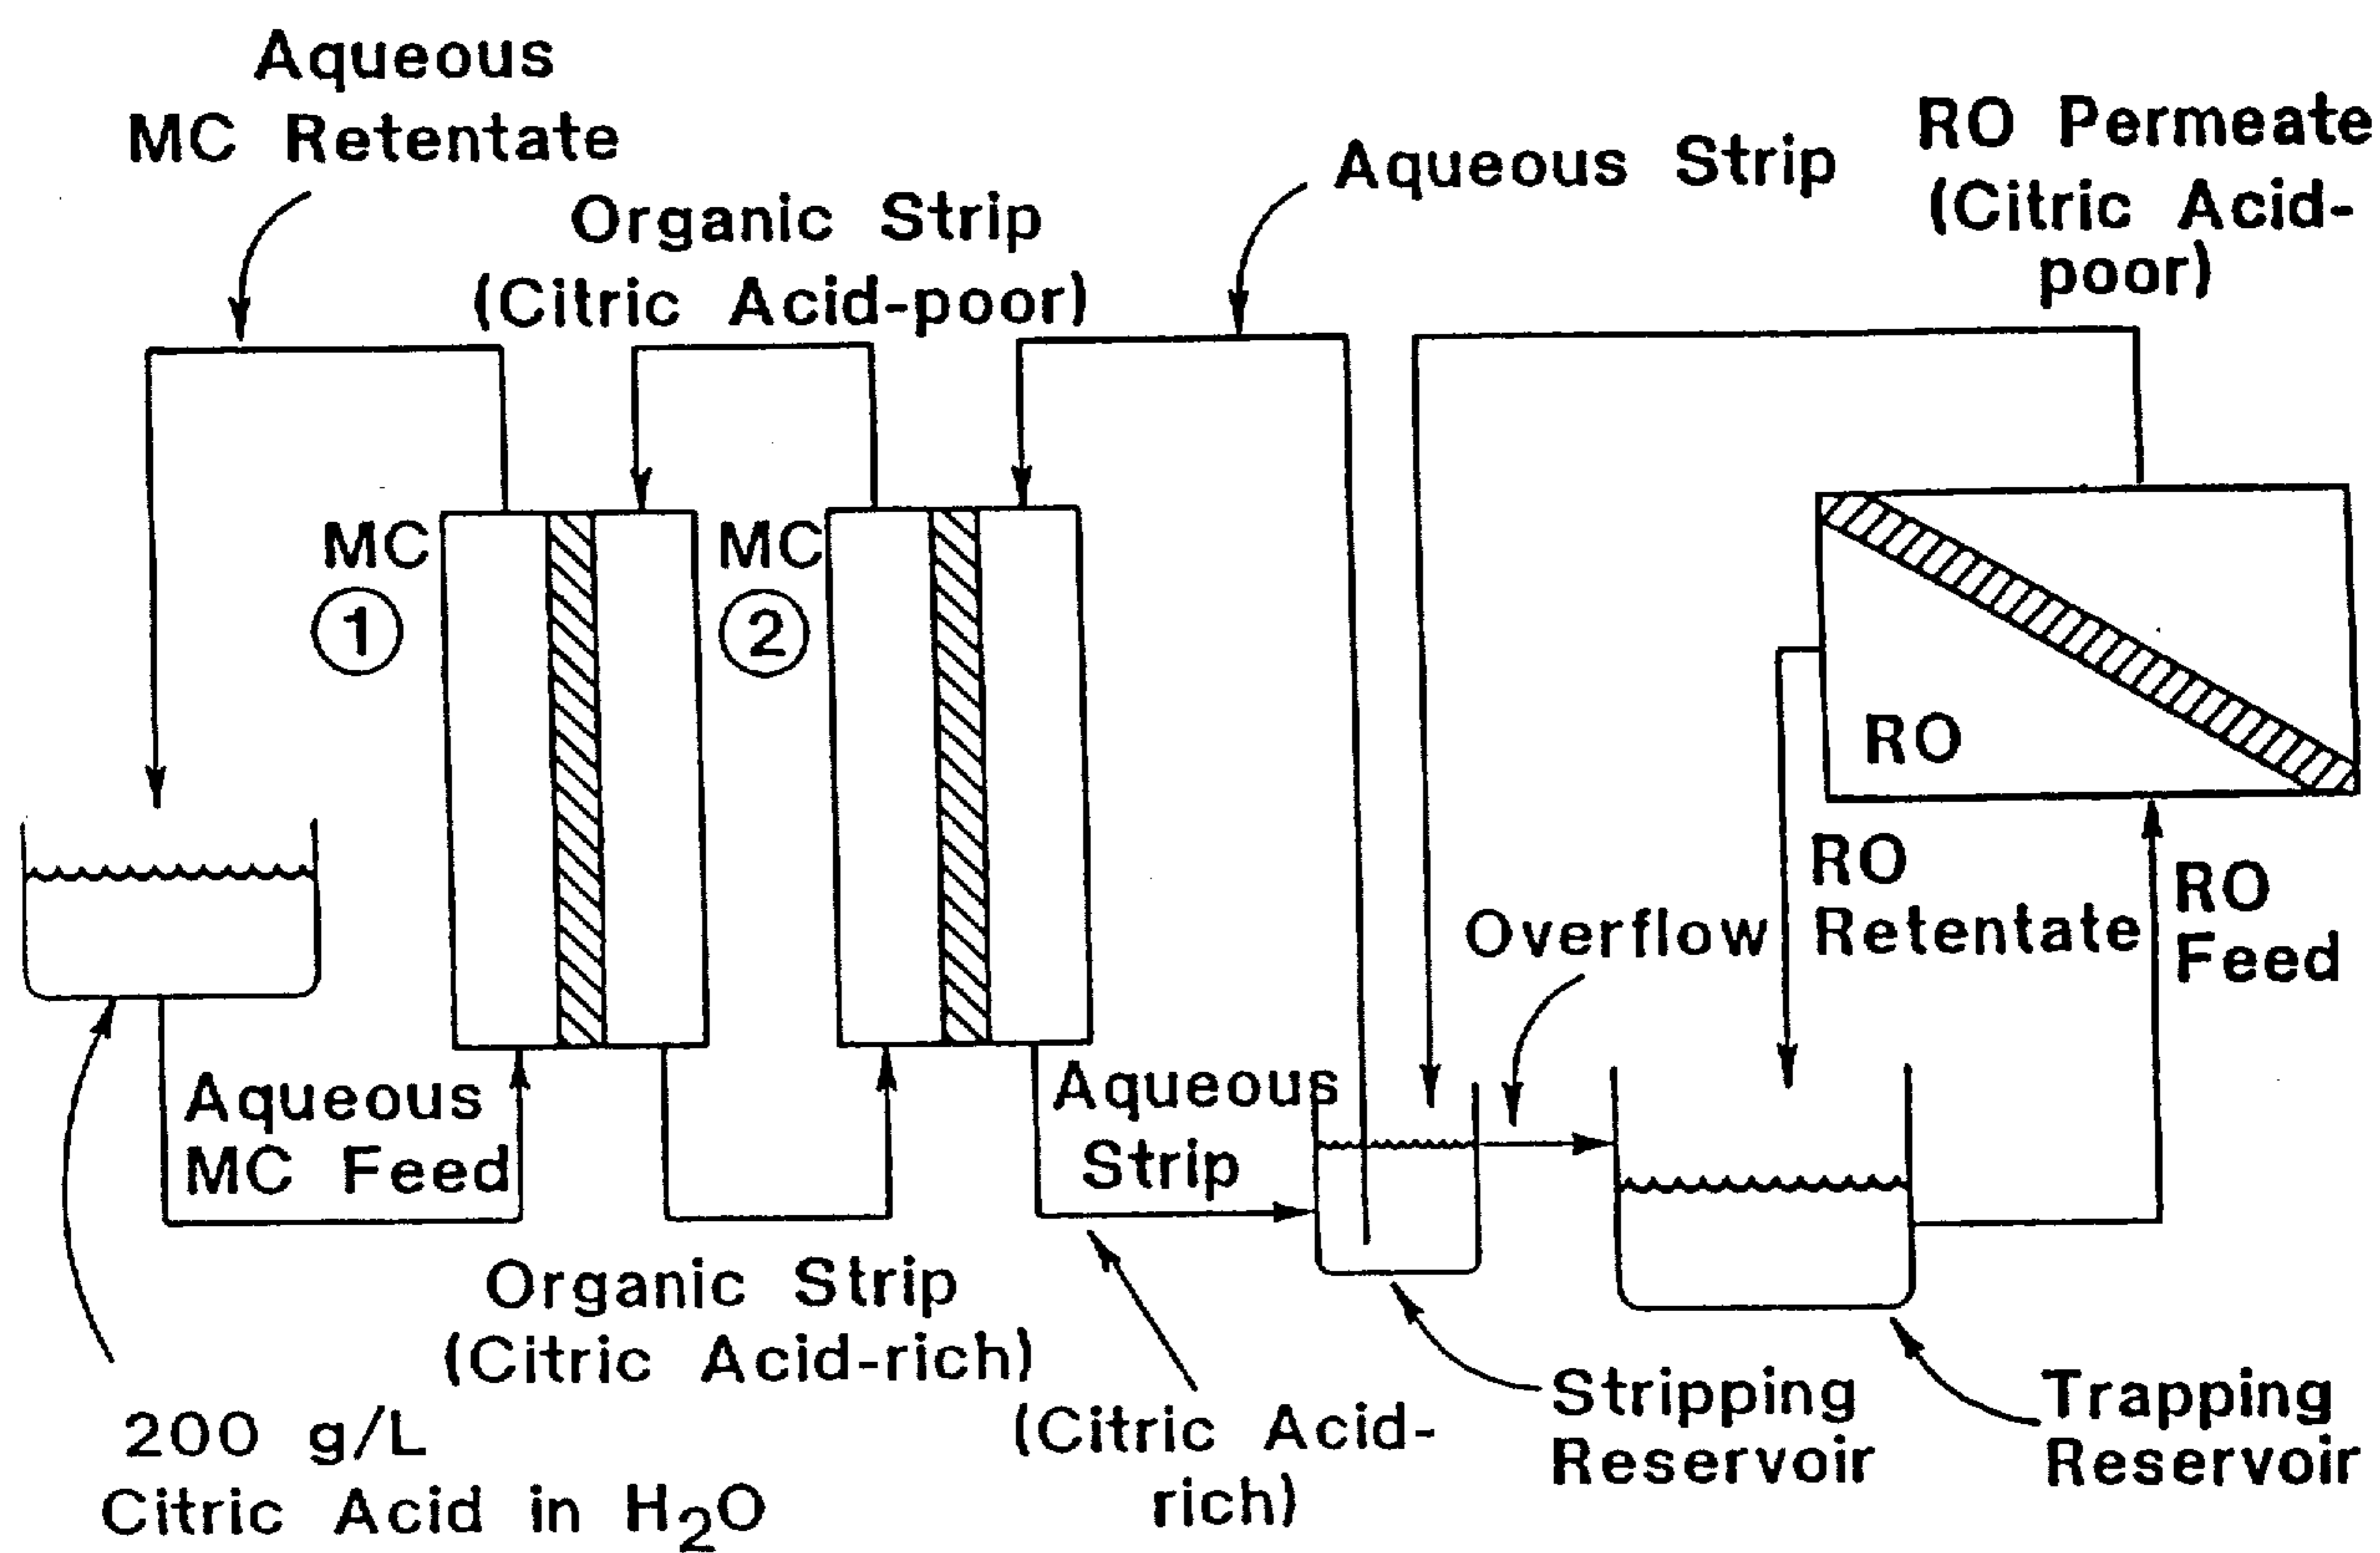 Aqueous
MC Retentate
Organic Strip
(Citric Acid-poor)
Aqueous Strip
RO Permeate
(Citric Acid-
poor)
MC
1
MC
2
RO
RO
Retentate
RO
Feed
Overflow
Aqueous
MC Feed
Aqueous
Strip
Organic Strip
(Citric Acid-rich)
(Citric Acid-
rich)
Stripping
Reservoir
Trapping
Reservoir
200 g/L
Citric Acid in H₂O